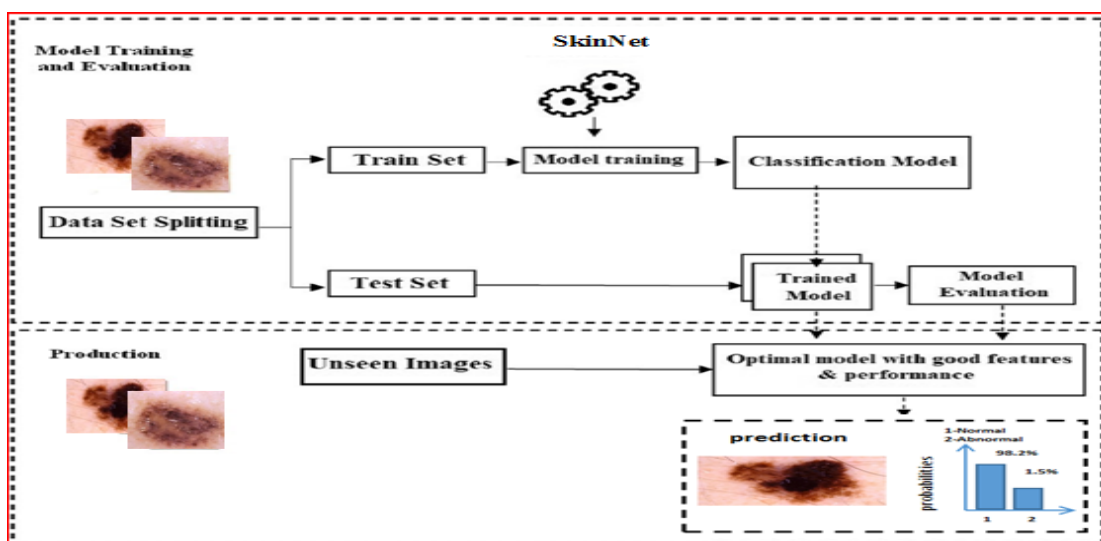 SkinNet
Model Training
and Evaluation
Train Set
Model training
Classification Model
Data Set Splitting
Test Set
Trained
Model
Model
Evaluation
Production
Unseen Images
Optimal model with good features
& performance
prediction
1-Normal
2-Abnormal
98.2%
1.5%
probabilities
1
2